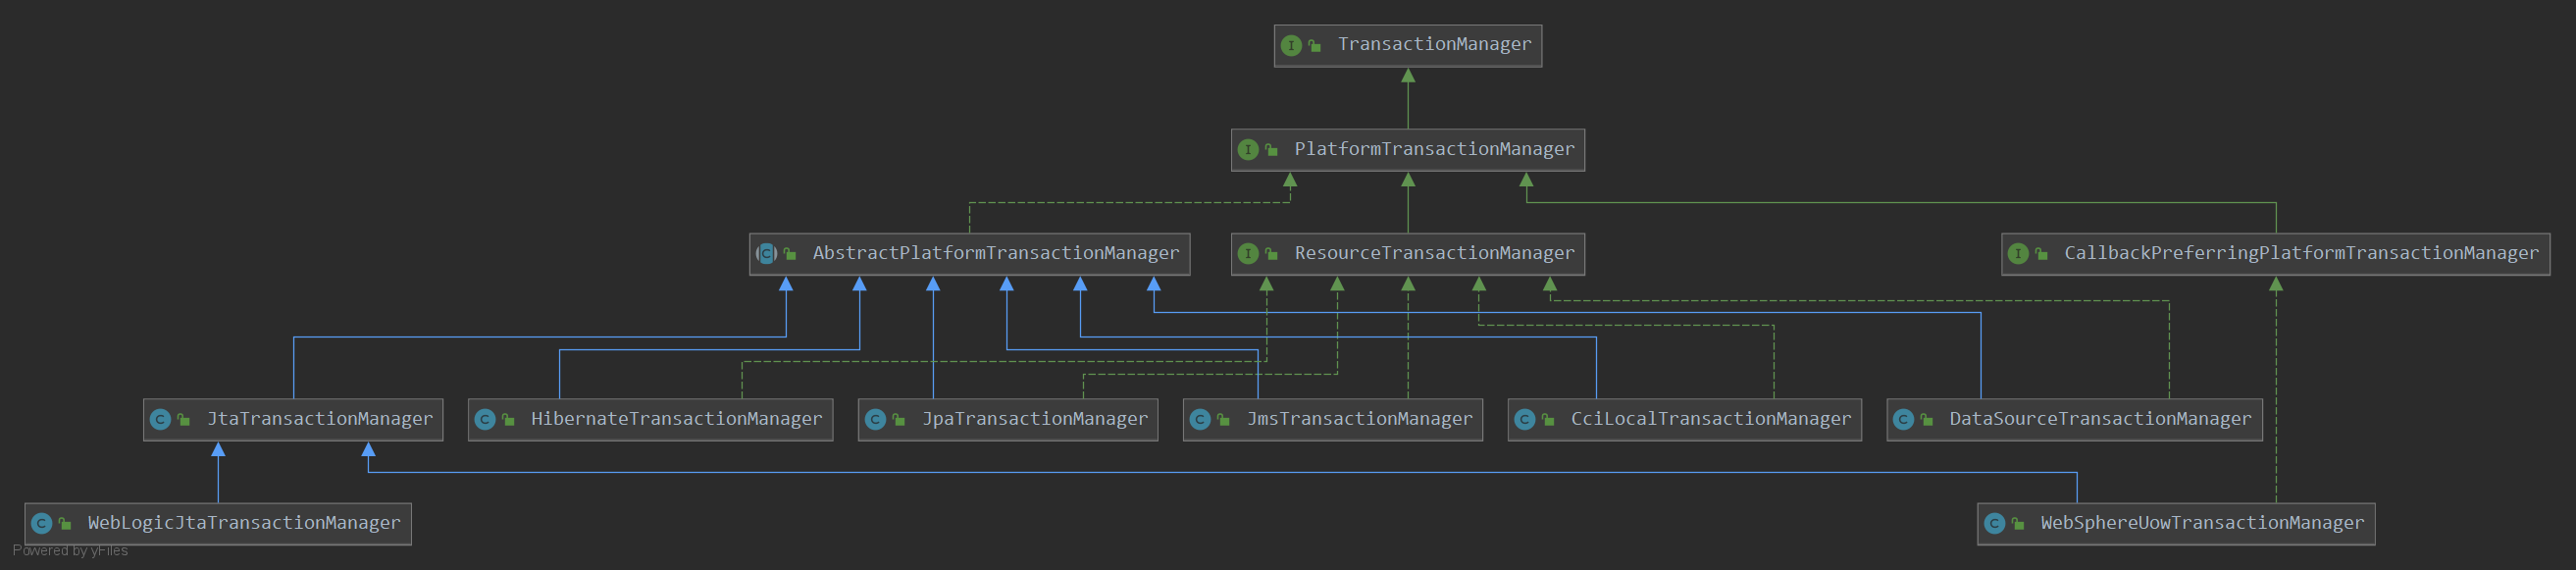 TransactionManager
PlatformTransactionManager
AbstractPlatformTransactionManager
ResourceTransactionManager
CallbackPreferringPlatformTransactionManager
JtaTransactionManager
HibernateTransactionManager
JpaTransactionManager
JmsTransactionManager
CciLocalTransactionManager
DataSourceTransactionManager
WebLogicJtaTransactionManager
WebSphereUowTransactionManager
Powered by yFiles